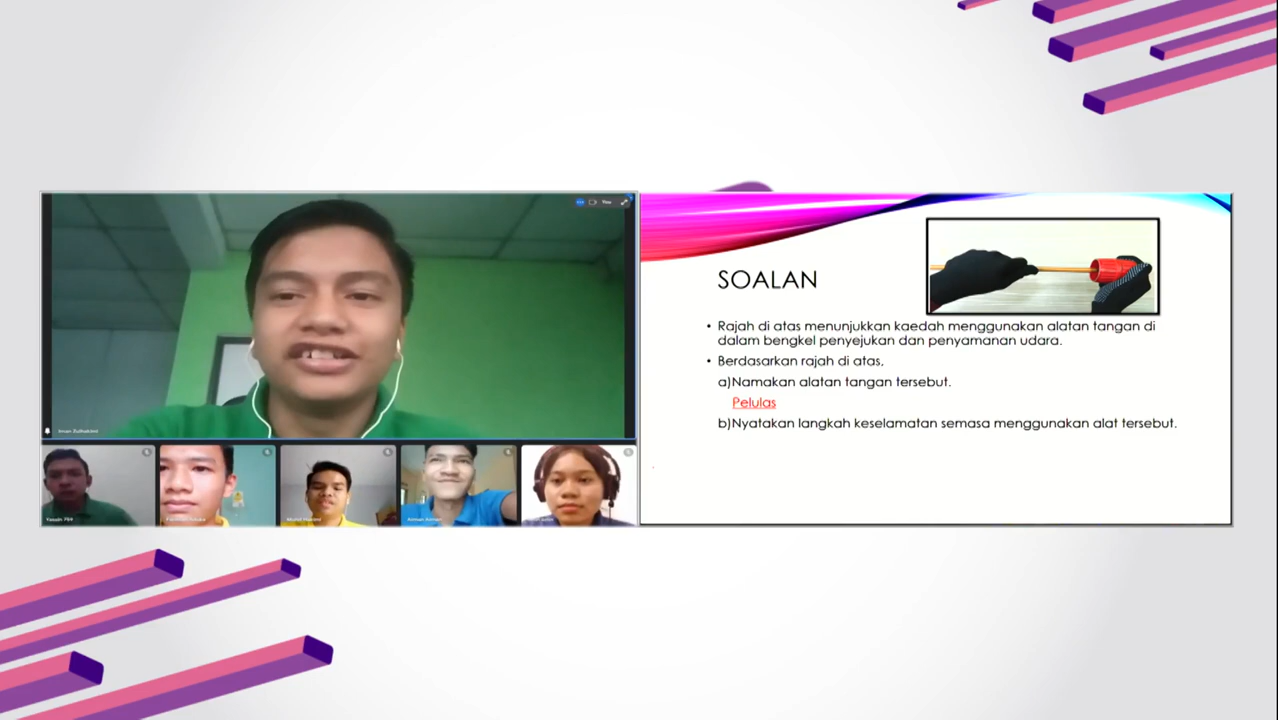 You
SOALAN
• Rajah di atas menunjukkan kaedah menggunakan alatan tangan di
dalam bengkel penyejukan dan penyamanan udara.
• Berdasarkan rajah di atas,
a)Namakan alatan tangan tersebut.
Pelulas
b)Nyatakan langkah keselamatan semasa menggunakan alat tersebut.